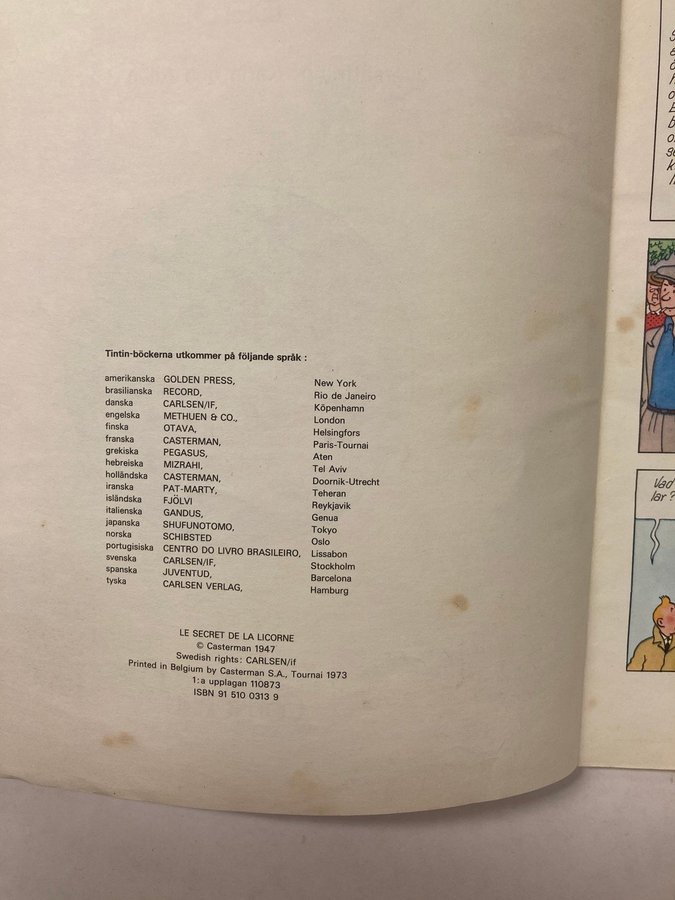 Tintin-böckerna utkommer på följande språk :
amerikanska GOLDEN PRESS, New York
brasilianska RECORD, Rio de Janeiro
danska CARLSEN/IF, Köpenhamn
engelska METHUEN & CO., London
finska OTAVA, Helsingfors
franska CASTERMAN, Paris-Tournai
grekiska PEGASUS, Aten
hebreiska MIZRAHI, Tel Aviv
holländska CASTERMAN, Doornik-Utrecht
iranska PAT-MARTY, Teheran
isländska FJÖLVI Reykjavik
italienska GANDUS, Genua
japanska SHUFUNOTOMO, Tokyo
norska SCHIBSTED Oslo
portugisiska CENTRO DO LIVRO BRASILEIRO, Lissabon
svenska CARLSEN/IF, Stockholm
spanska JUVENTUD, Barcelona
tyska CARLSEN VERLAG, Hamburg
LE SECRET DE LA LICORNE
© Casterman 1947
Swedish rights: CARLSEN/if
Printed in Belgium by Casterman S.A., Tournai 1973
1:a upplagan 110873
ISBN 91 510 0313 9
Vad
lar?